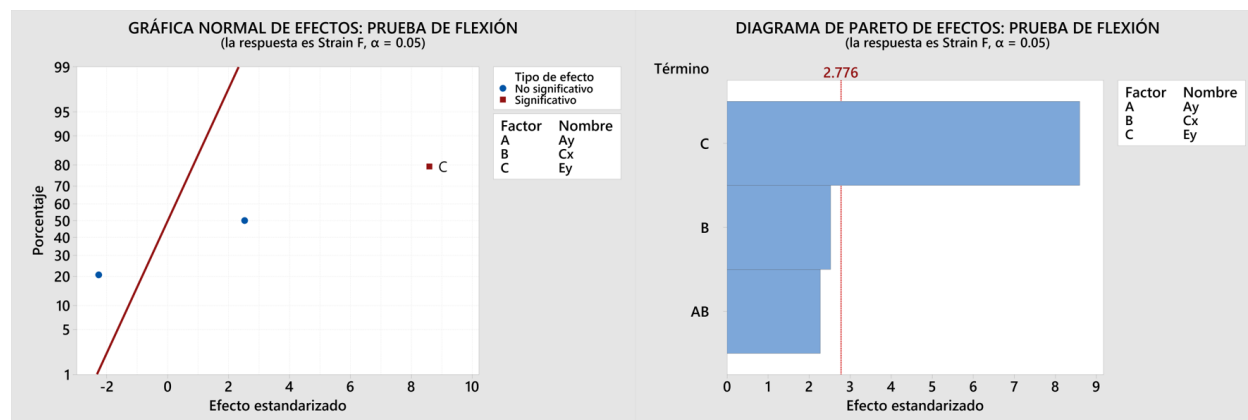 GRÁFICA NORMAL DE EFECTOS: PRUEBA DE FLEXIÓN
(la respuesta es Strain F, α = 0.05)
99
95
90
80
70
60
50
40
30
20
10
5
1
Porcentaje
C
-2 0 2 4 6 8 10
Efecto estandarizado
Tipo de efecto
No significativo
Significativo
Factor Nombre
A Ay
B Cx
C Ey
DIAGRAMA DE PARETO DE EFECTOS: PRUEBA DE FLEXIÓN
(la respuesta es Strain F, α = 0.05)
Término
2.776
C
B
AB
0 1 2 3 4 5 6 7 8 9
Efecto estandarizado
Factor Nombre
A Ay
B Cx
C Ey